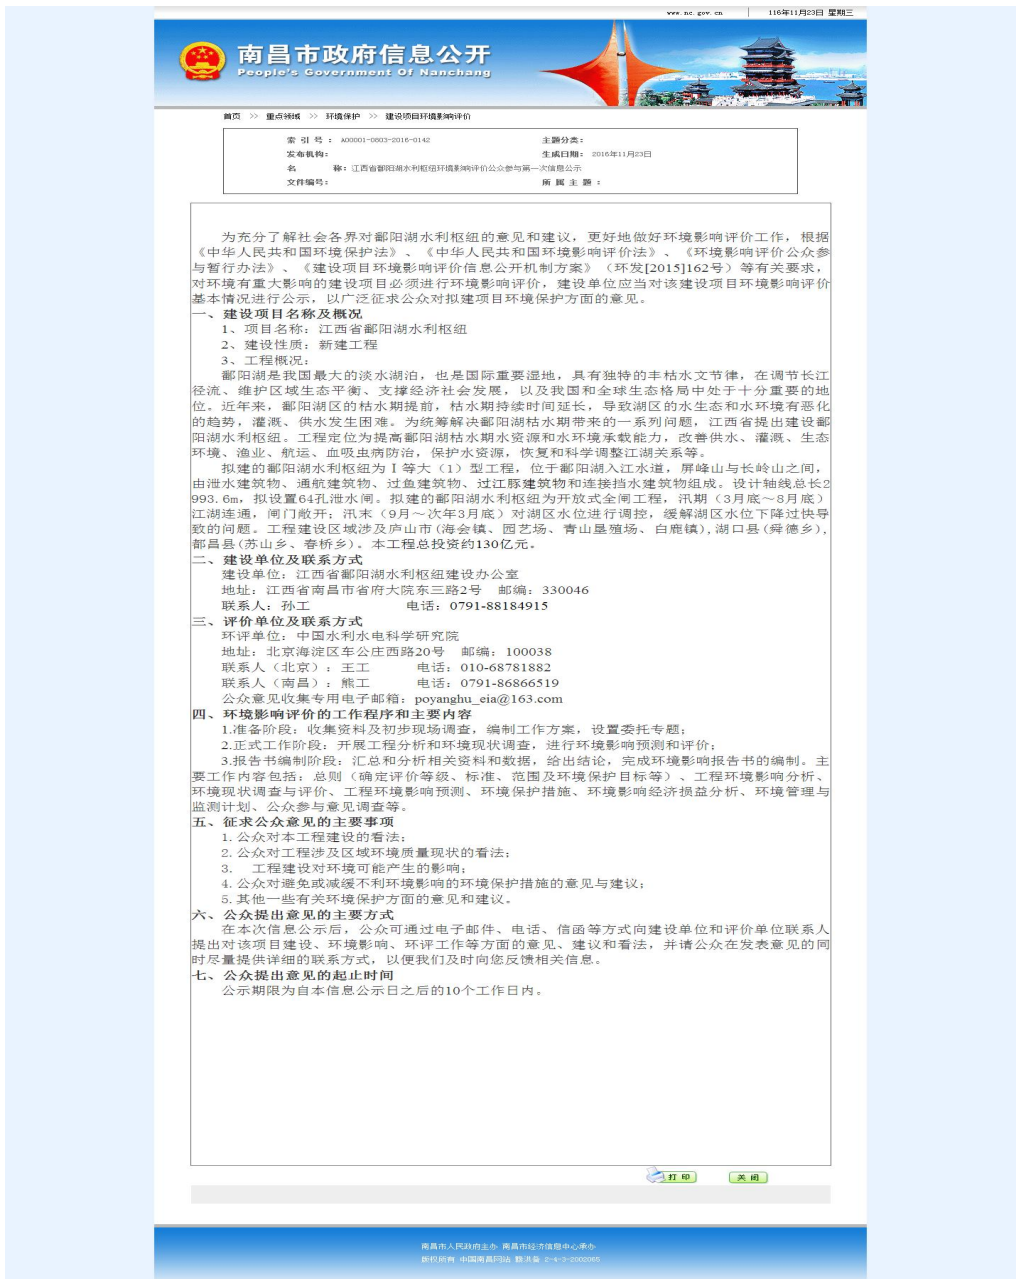 www.nc.gov.cn 116年11月23日 星期三
南昌市政府信息公开
People's Government Of Nanchang
首页 >> 重点领域 >> 环境保护 >> 建设项目环境影响评价
索 引 号 ： A00001-0803-2016-0142 主题分类：
发布机构： 生成日期： 2016年11月23日
名 称：江西省鄱阳湖水利枢纽环境影响评价公众参与第一次信息公示
文件编号： 所 属 主 题 ：
为充分了解社会各界对鄱阳湖水利枢纽的意见和建议，更好地做好环境影响评价工作，根据
《中华人民共和国环境保护法》、《中华人民共和国环境影响评价法》、《环境影响评价公众参
与暂行办法》、《建设项目环境影响评价信息公开机制方案》（环发[2015]162号）等有关要求，
对环境有重大影响的建设项目必须进行环境影响评价，建设单位应当对该建设项目环境影响评价
基本情况进行公示，以广泛征求公众对拟建项目环境保护方面的意见。
一、建设项目名称及概况
1、项目名称：江西省鄱阳湖水利枢纽
2、建设性质：新建工程
3、工程概况：
鄱阳湖是我国最大的淡水湖泊，也是国际重要湿地，具有独特的丰枯水文节律，在调节长江
径流、维护区域生态平衡、支撑经济社会发展，以及我国和全球生态格局中处于十分重要的地
位。近年来，鄱阳湖区的枯水期提前，枯水期持续时间延长，导致湖区的水生态和水环境有恶化
的趋势，灌溉、供水发生困难。为统筹解决鄱阳湖枯水期带来的一系列问题，江西省提出建设鄱
阳湖水利枢纽。工程定位为提高鄱阳湖枯水期水资源和水环境承载能力，改善供水、灌溉、生态
环境、渔业、航运、血吸虫病防治，保护水资源，恢复和科学调整江湖关系等。
拟建的鄱阳湖水利枢纽为Ⅰ等大（1）型工程，位于鄱阳湖入江水道，屏峰山与长岭山之间，
由泄水建筑物、通航建筑物、过鱼建筑物、过江豚建筑物和连接挡水建筑物组成。设计轴线总长2
993.6m，拟设置64孔泄水闸。拟建的鄱阳湖水利枢纽为开放式全闸工程，汛期（3月底～8月底）
江湖连通，闸门敞开；汛末（9月～次年3月底）对湖区水位进行调控，缓解湖区水位下降过快导
致的问题。工程建设区域涉及庐山市(海会镇、园艺场、青山垦殖场、白鹿镇),湖口县(舜德乡),
都昌县(苏山乡、春桥乡)。本工程总投资约130亿元。
二、建设单位及联系方式
建设单位：江西省鄱阳湖水利枢纽建设办公室
地址：江西省南昌市省府大院东三路2号 邮编：330046
联系人：孙工 电话：0791-88184915
三、评价单位及联系方式
环评单位：中国水利水电科学研究院
地址：北京海淀区车公庄西路20号 邮编：100038
联系人（北京）：王工 电话：010-68781882
联系人（南昌）：熊工 电话：0791-86866519
公众意见收集专用电子邮箱：poyanghu_eia@163.com
四、环境影响评价的工作程序和主要内容
1.准备阶段：收集资料及初步现场调查，编制工作方案，设置委托专题；
2.正式工作阶段：开展工程分析和环境现状调查，进行环境影响预测和评价；
3.报告书编制阶段：汇总和分析相关资料和数据，给出结论，完成环境影响报告书的编制。主
要工作内容包括：总则（确定评价等级、标准、范围及环境保护目标等）、工程环境影响分析、
环境现状调查与评价、工程环境影响预测、环境保护措施、环境影响经济损益分析、环境管理与
监测计划、公众参与意见调查等。
五、征求公众意见的主要事项
1.公众对本工程建设的看法；
2.公众对工程涉及区域环境质量现状的看法；
3. 工程建设对环境可能产生的影响；
4.公众对避免或减缓不利环境影响的环境保护措施的意见与建议；
5.其他一些有关环境保护方面的意见和建议。
六、公众提出意见的主要方式
在本次信息公示后，公众可通过电子邮件、电话、信函等方式向建设单位和评价单位联系人
提出对该项目建设、环境影响、环评工作等方面的意见、建议和看法，并请公众在发表意见的同
时尽量提供详细的联系方式，以便我们及时向您反馈相关信息。
七、公众提出意见的起止时间
公示期限为自本信息公示日之后的10个工作日内。
打 印 关 闭
南昌市人民政府主办 南昌市经济信息中心承办
版权所有 中国南昌网站 赣洪备 2-4-3-2002065